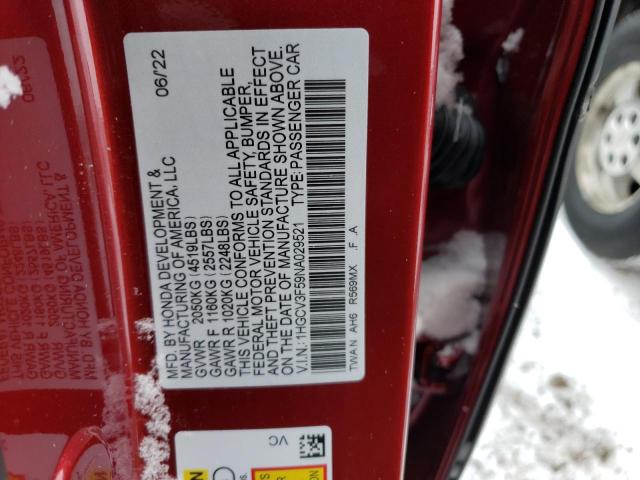 MFD. BY HONDA DEVELOPMENT & 06/22
MANUFACTURING OF AMERICA, LLC
GVWR 2050KG (4519LBS)
GAWR F 1160KG (2557LBS)
GAWR R 1020KG (2248LBS)
THIS VEHICLE CONFORMS TO ALL APPLICABLE
FEDERAL MOTOR VEHICLE SAFETY, BUMPER,
AND THEFT PREVENTION STANDARDS IN EFFECT
ON THE DATE OF MANUFACTURE SHOWN ABOVE.
V.I.N.: 1HGCV3F59NA029521 TYPE: PASSENGER CAR
TWAN AH6 R569MX .F .A
VC